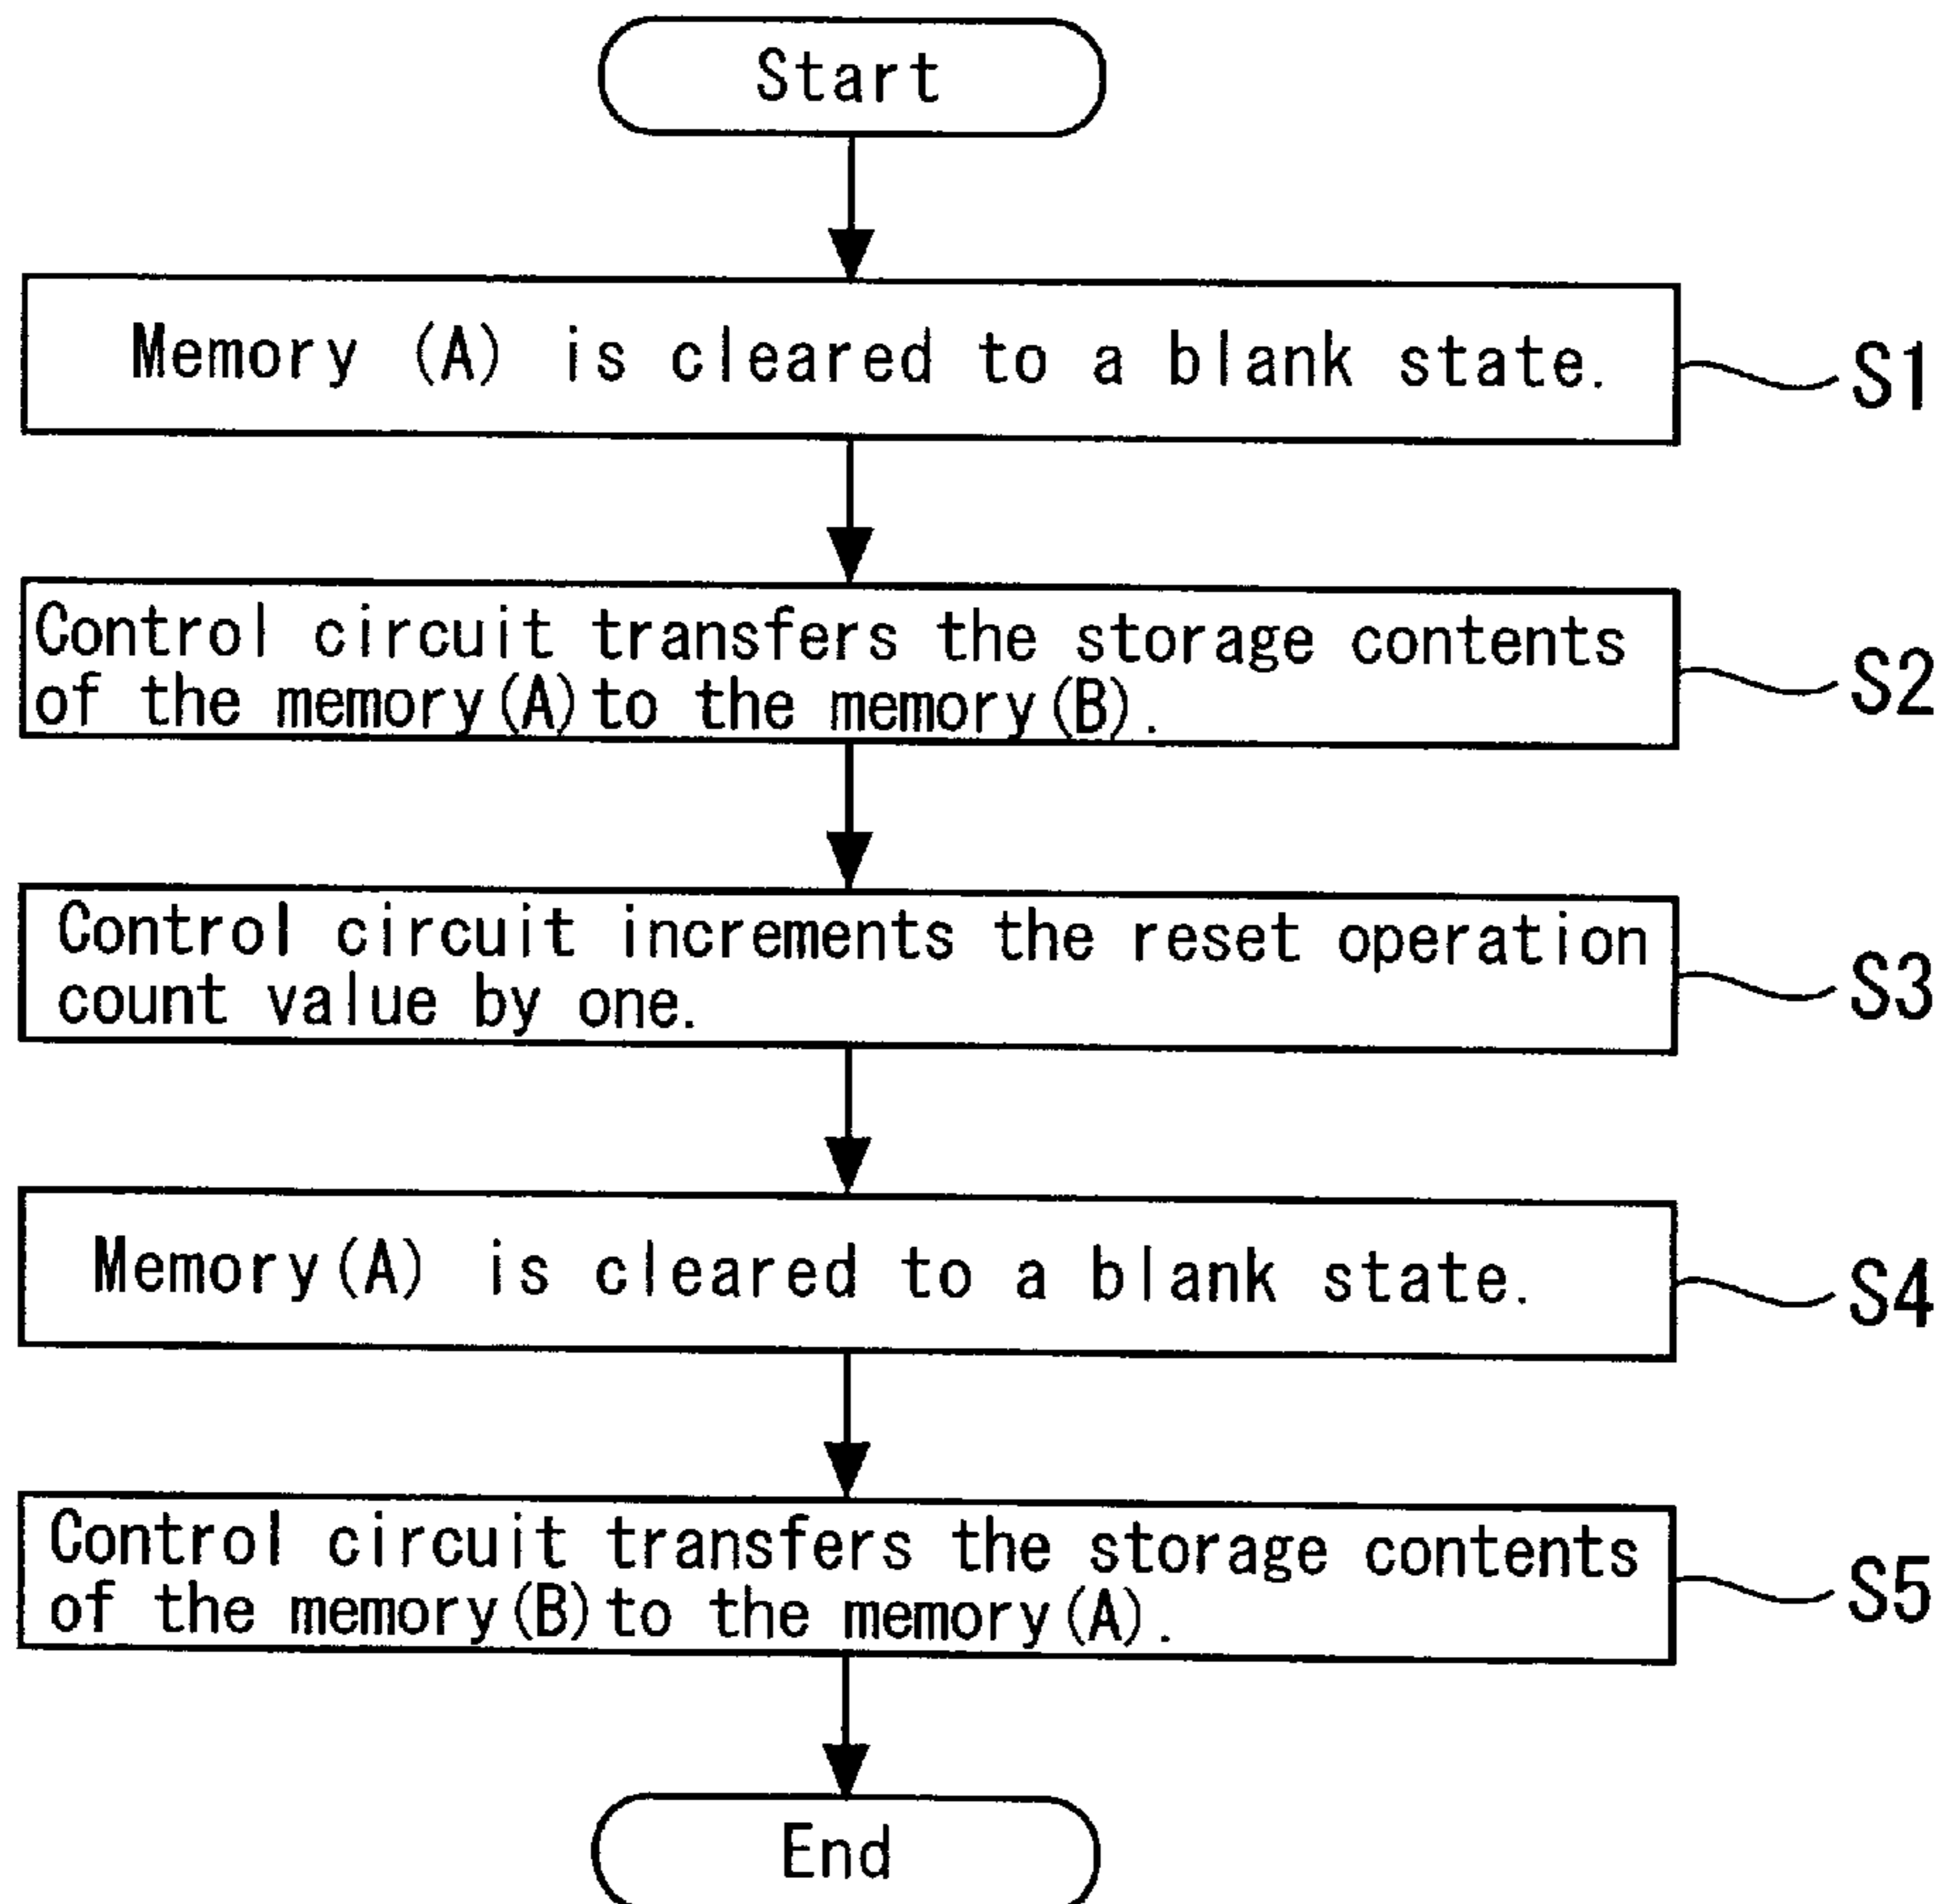 Start
Memory (A) is cleared to a blank state.
S1
Control circuit transfers the storage contents
of the memory(A)to the memory(B).
S2
Control circuit increments the reset operation
count value by one.
S3
Memory(A) is cleared to a blank state.
S4
Control circuit transfers the storage contents
of the memory(B)to the memory(A).
S5
End